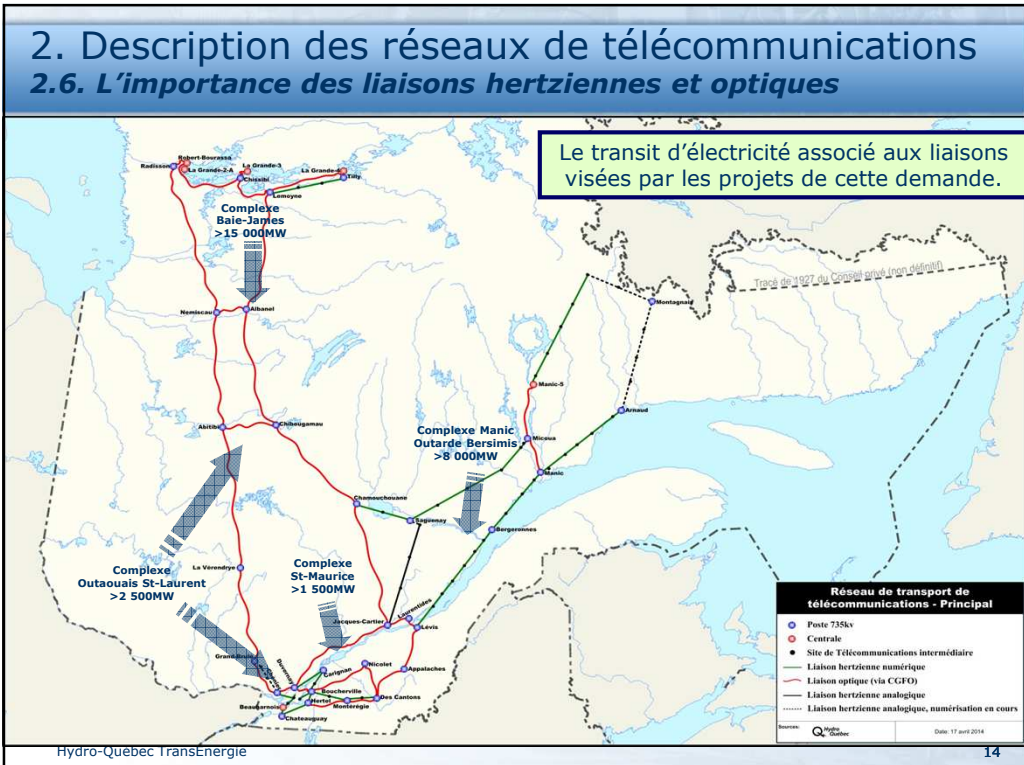 2. Description des réseaux de télécommunications
2.6. L'importance des liaisons hertziennes et optiques
Le transit d'électricité associé aux liaisons
visées par les projets de cette demande.
Robert-Bourassa
Radisson
La Grande-2-A
La Grande-3
Chissibi
La Grande-4
Tilly
Lemoyne
Complexe
Baie-James
>15 000MW
Tracé de 1927 du Conseil privé (non définitif)
Montagnais
Nemiscau
Albanel
Manic-5
Arnaud
Abitibi
Chibougamau
Complexe Manic
Outarde Bersimis
>8 000MW
Micoua
Manic
Chamouchouane
Saguenay
Bergeronnes
La Vérendrye
Complexe
Outaouais St-Laurent
>2 500MW
Complexe
St-Maurice
>1 500MW
Jacques-Cartier
Laurentides
Lévis
Grand-Brulé
Chénier
Duvernay
Carignan
Nicolet
Appalaches
Boucherville
Des Cantons
Beauharnois
Hertel
Montérégie
Chateauguay
Réseau de transport de
télécommunications - Principal
Poste 735kv
Centrale
Site de Télécommunications intermédiaire
Liaison hertzienne numérique
Liaison optique (via CGFO)
Liaison hertzienne analogique
Liaison hertzienne analogique, numérisation en cours
Sources:
Hydro
Québec
Date: 17 avril 2014
Hydro-Québec TransÉnergie
14